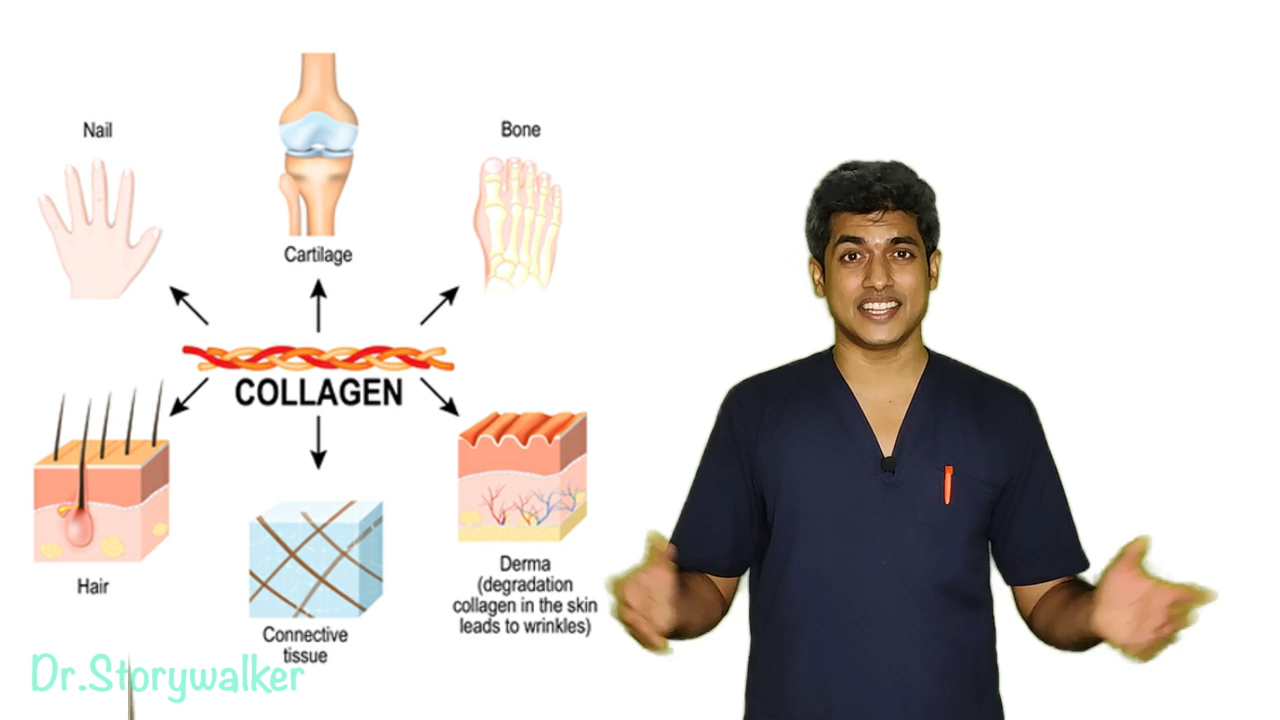 Nail
Bone
Cartilage
COLLAGEN
Hair
Connective
tissue
Derma
(degradation
collagen in the skin
leads to wrinkles)
Dr.Storywalker